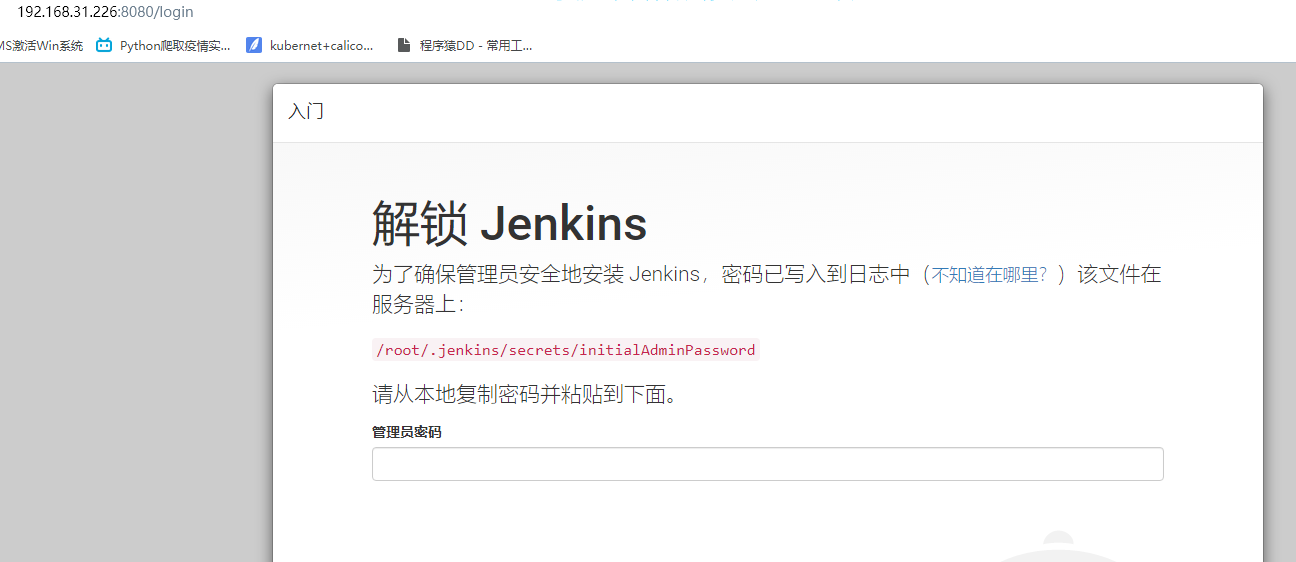 192.168.31.226:8080/login
MS激活Win系统 Python爬取疫情实... kubernet+calico... 程序猿DD - 常用工...
入门
解锁 Jenkins
为了确保管理员安全地安装 Jenkins，密码已写入到日志中（不知道在哪里？）该文件在
服务器上：
/root/.jenkins/secrets/initialAdminPassword
请从本地复制密码并粘贴到下面。
管理员密码